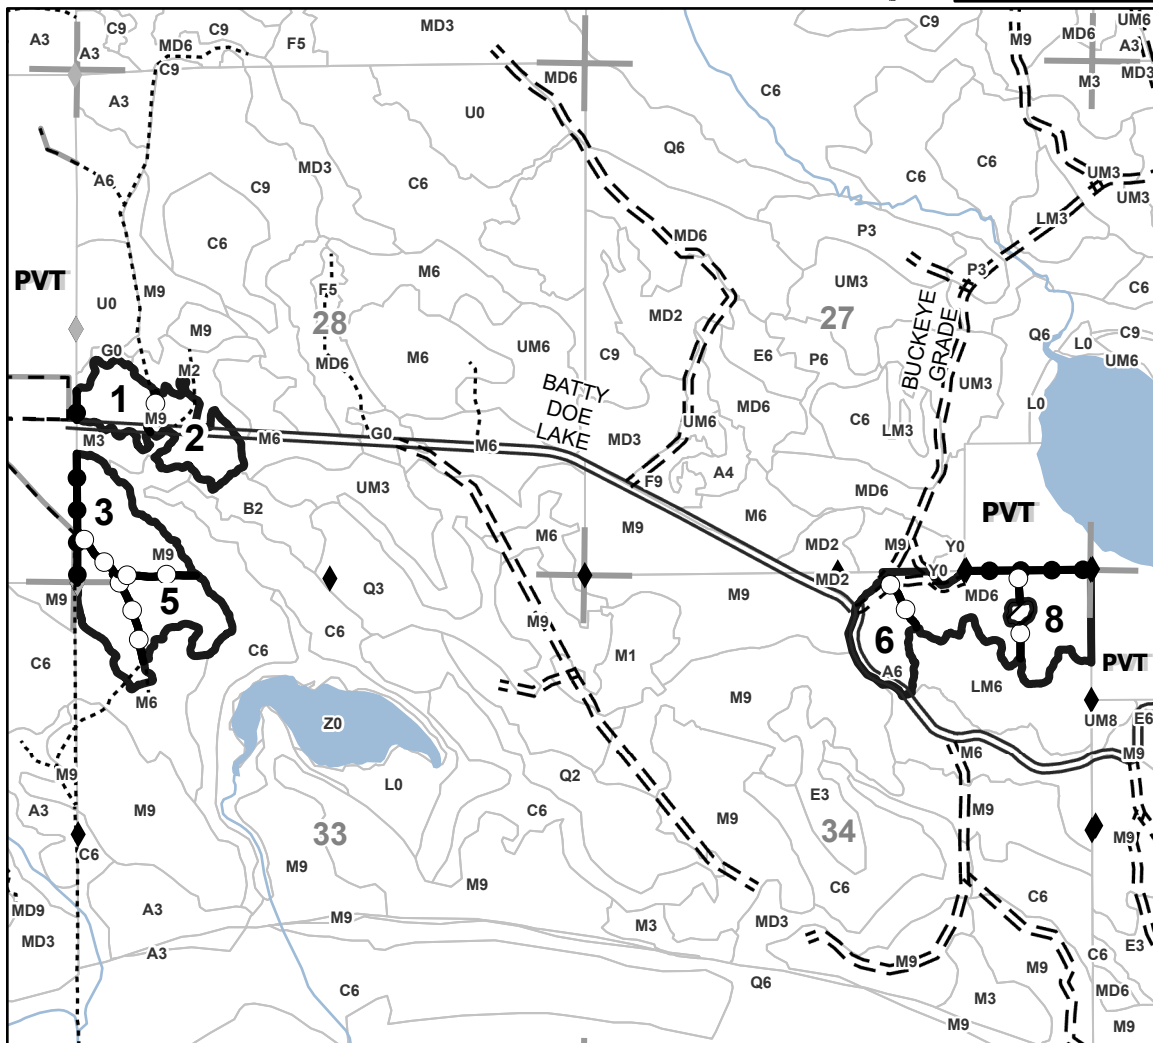 C9
MD3
C9
UM6
A3
C9
MD6
F5
M9
MD6
A3
A3
C9
MD6
M3
MD3
A3
U0
C6
Q6
A6
C9
MD3
C6
C6
C6
UM3
UM3
C6
MD6
LM3
P3
PVT
M9
M6
P3
UM3
C6
F5
U0
28
MD2
27
BUCKEYE
GRADE
M9
Q6
L0
C9
G0
MD6
M6
UM6
C9
E6
P6
UM6
M2
BATTY
DOE
LAKE
UM3
1
M9
MD6
C6
LM3
L0
M3
2
M6
G0
M6
MD3
UM6
F9
A4
UM3
MD6
B2
3
M9
M6
M6
PVT
M9
M9
MD2
Y0
M9
5
Q3
MD2
Y0
M9
MD6
C6
M9
6
8
C6
C6
M1
A6
LM6
PVT
M6
M9
Z0
UM8
E6
M9
Q2
M6
M9
L0
E3
A3
M9
C6
M9
M9
33
34
M9
C6
M9
M9
C6
C6
MD9
A3
M9
M3
MD3
MD3
A3
M9
M9
C6
E3
C6
Q6
M3
MD6
M9
M9